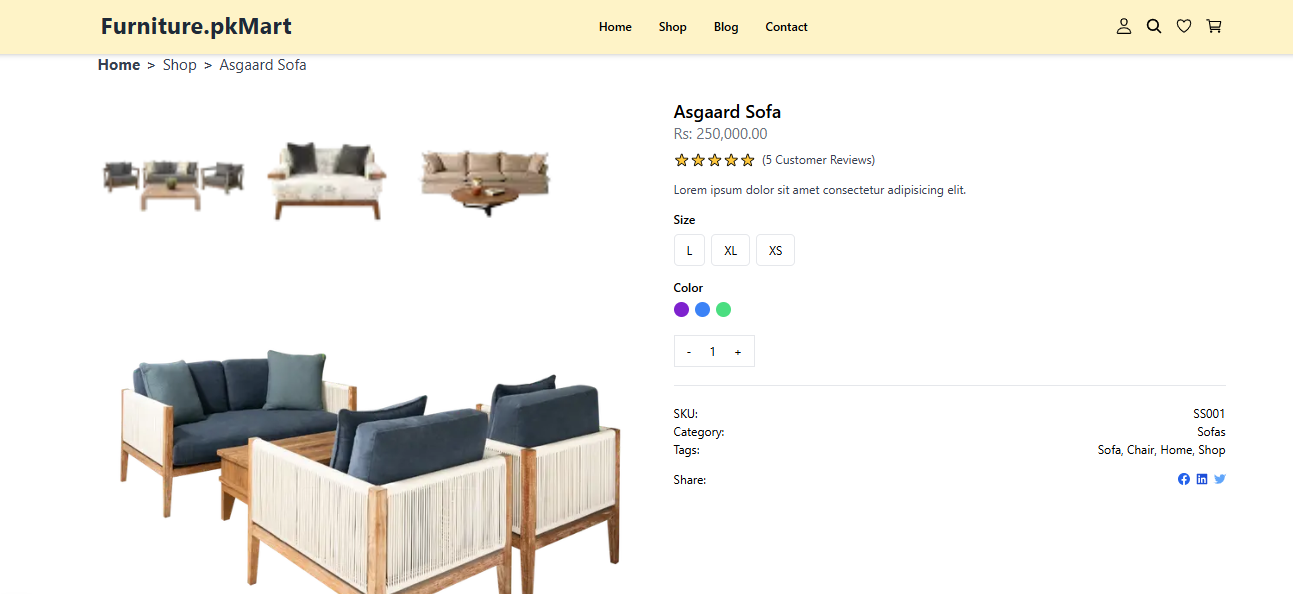 Furniture.pkMart
Home Shop Blog Contact
Home > Shop > Asgaard Sofa
Asgaard Sofa
Rs: 250,000.00
(5 Customer Reviews)
Lorem ipsum dolor sit amet consectetur adipisicing elit.
Size
L XL XS
Color
- 1 +
SKU: SS001
Category: Sofas
Tags: Sofa, Chair, Home, Shop
Share: